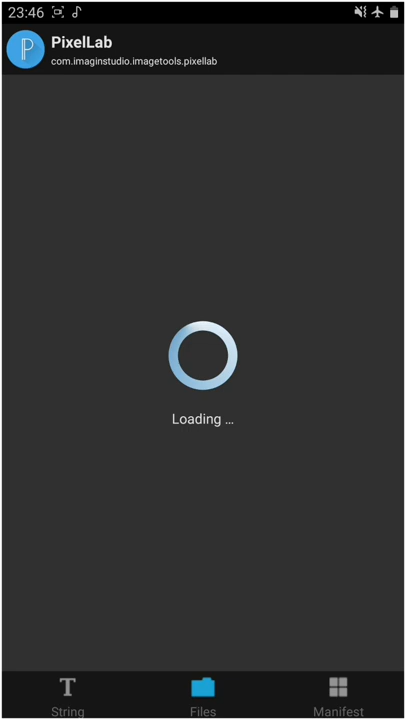 23:46
PixelLab
com.imaginstudio.imagetools.pixellab
Loading ...
String
Files
Manifest